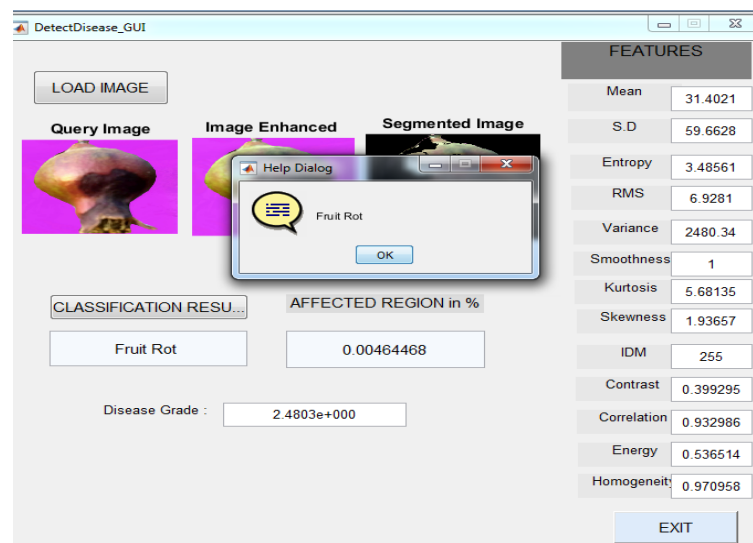 DetectDisease_GUI
LOAD IMAGE
Query Image
Image Enhanced
Segmented Image
Help Dialog
Fruit Rot
OK
CLASSIFICATION RESU...
AFFECTED REGION in %
Fruit Rot
0.00464468
Disease Grade :
2.4803e+000
FEATURES
Mean 31.4021
S.D 59.6628
Entropy 3.48561
RMS 6.9281
Variance 2480.34
Smoothness 1
Kurtosis 5.68135
Skewness 1.93657
IDM 255
Contrast 0.399295
Correlation 0.932986
Energy 0.536514
Homogeneit 0.970958
EXIT